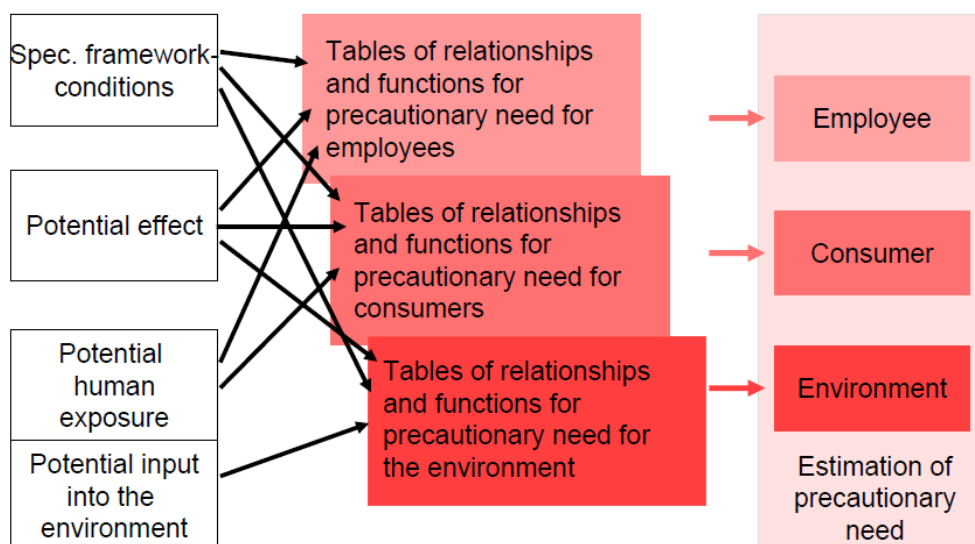 Spec. framework-
conditions
Potential effect
Potential
human
exposure
Potential input
into the
environment
Tables of relationships
and functions for
precautionary need for
employees
Tables of relationships
and functions for
precautionary need for
consumers
Tables of relationships
and functions for
precautionary need for
the environment
Employee
Consumer
Environment
Estimation of
precautionary
need